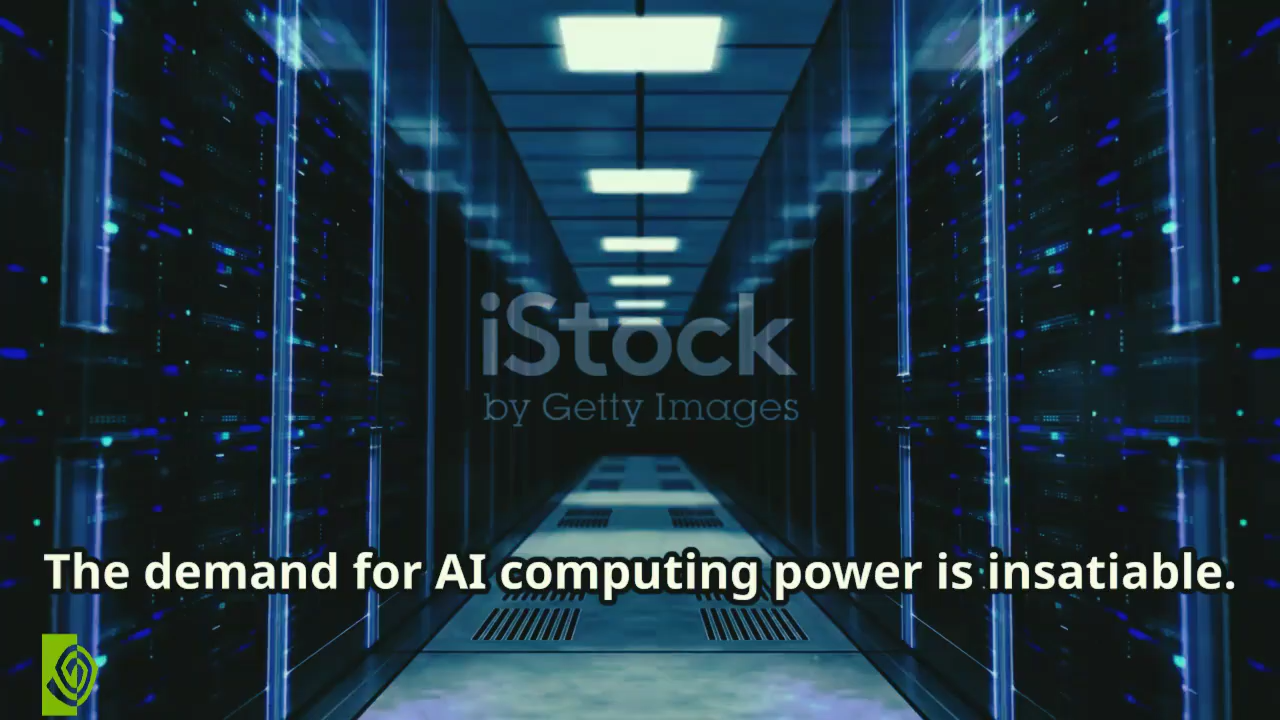 iStock
by Getty Images
The demand for AI computing power is insatiable.